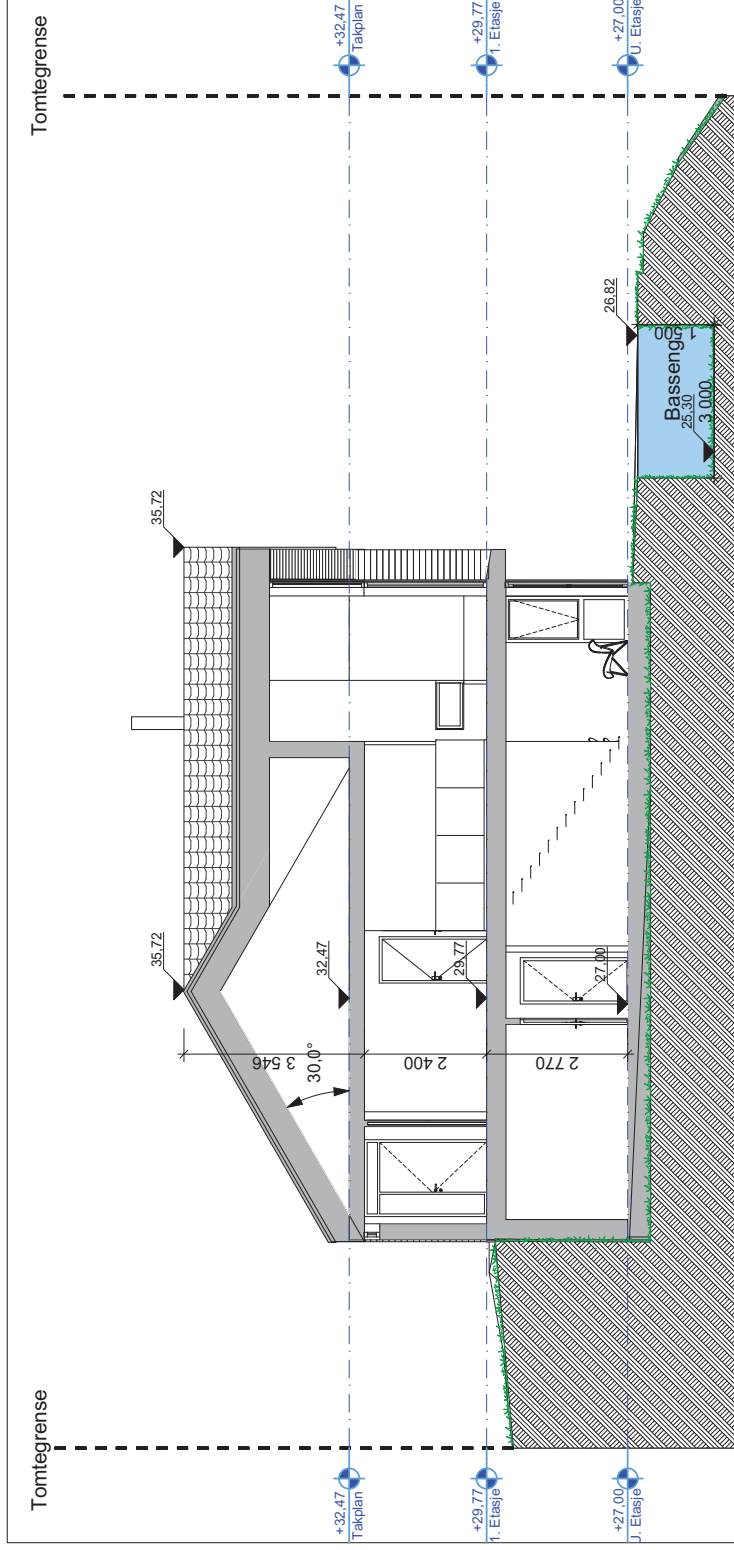 Tomtegrense
Tomtegrense
35,72
35,72
+32,47
Takplan
32,47
+32,47
Takplan
3 546
30,0°
+29,77
1. Etasje
29,77
+29,77
1. Etasje
2 400
+27,00
U. Etasje
27,00
+27,00
U. Etasje
2 770
26,82
Basseng
1 500
25,30
3 000